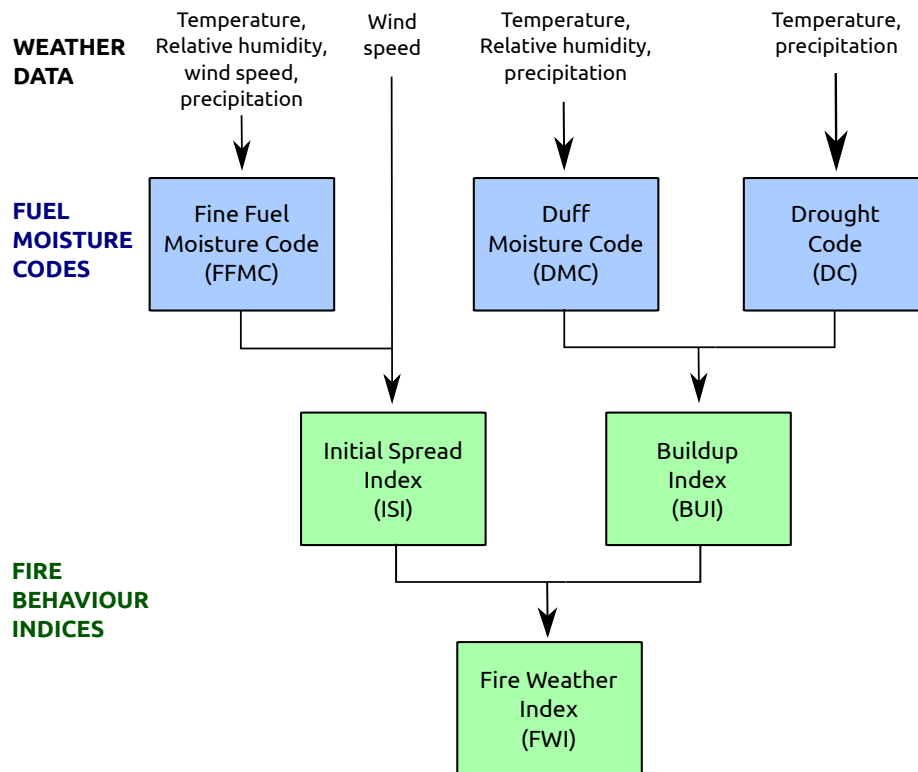 WEATHER
DATA
Temperature,
Relative humidity,
wind speed,
precipitation
Wind
speed
Temperature,
Relative humidity,
precipitation
Temperature,
precipitation
FUEL
MOISTURE
CODES
Fine Fuel
Moisture Code
(FFMC)
Duff
Moisture Code
(DMC)
Drought
Code
(DC)
Initial Spread
Index
(ISI)
Buildup
Index
(BUI)
FIRE
BEHAVIOUR
INDICES
Fire Weather
Index
(FWI)